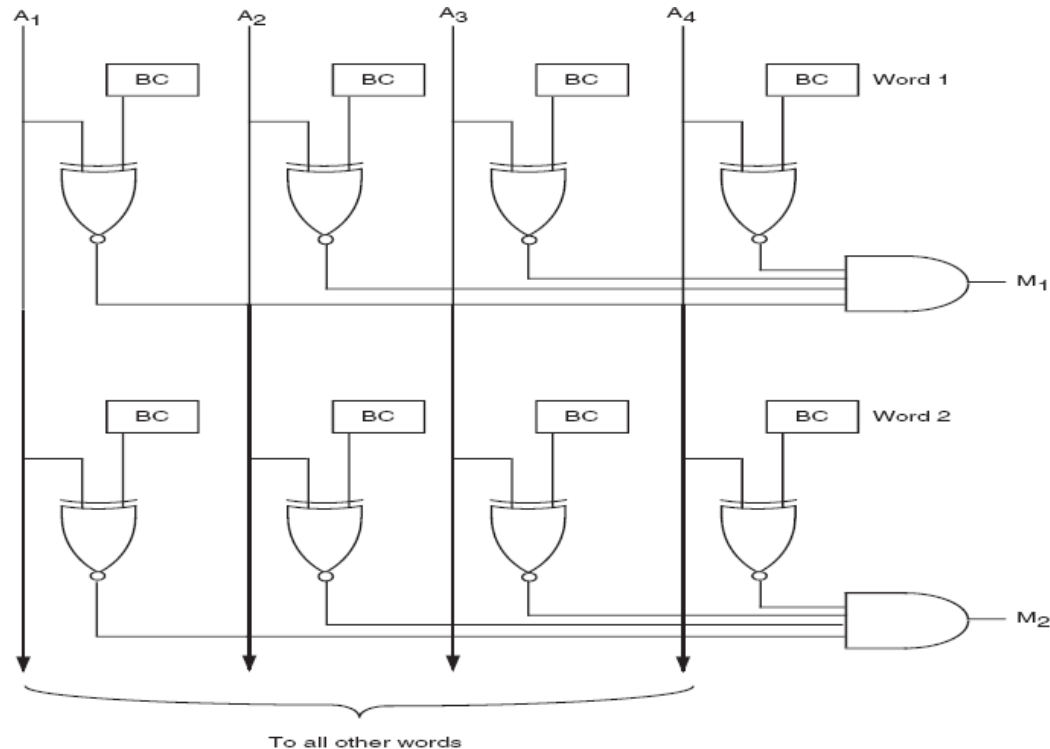 A1 A2 A3 A4
BC BC BC BC Word 1
M1
BC BC BC BC Word 2
M2
To all other words